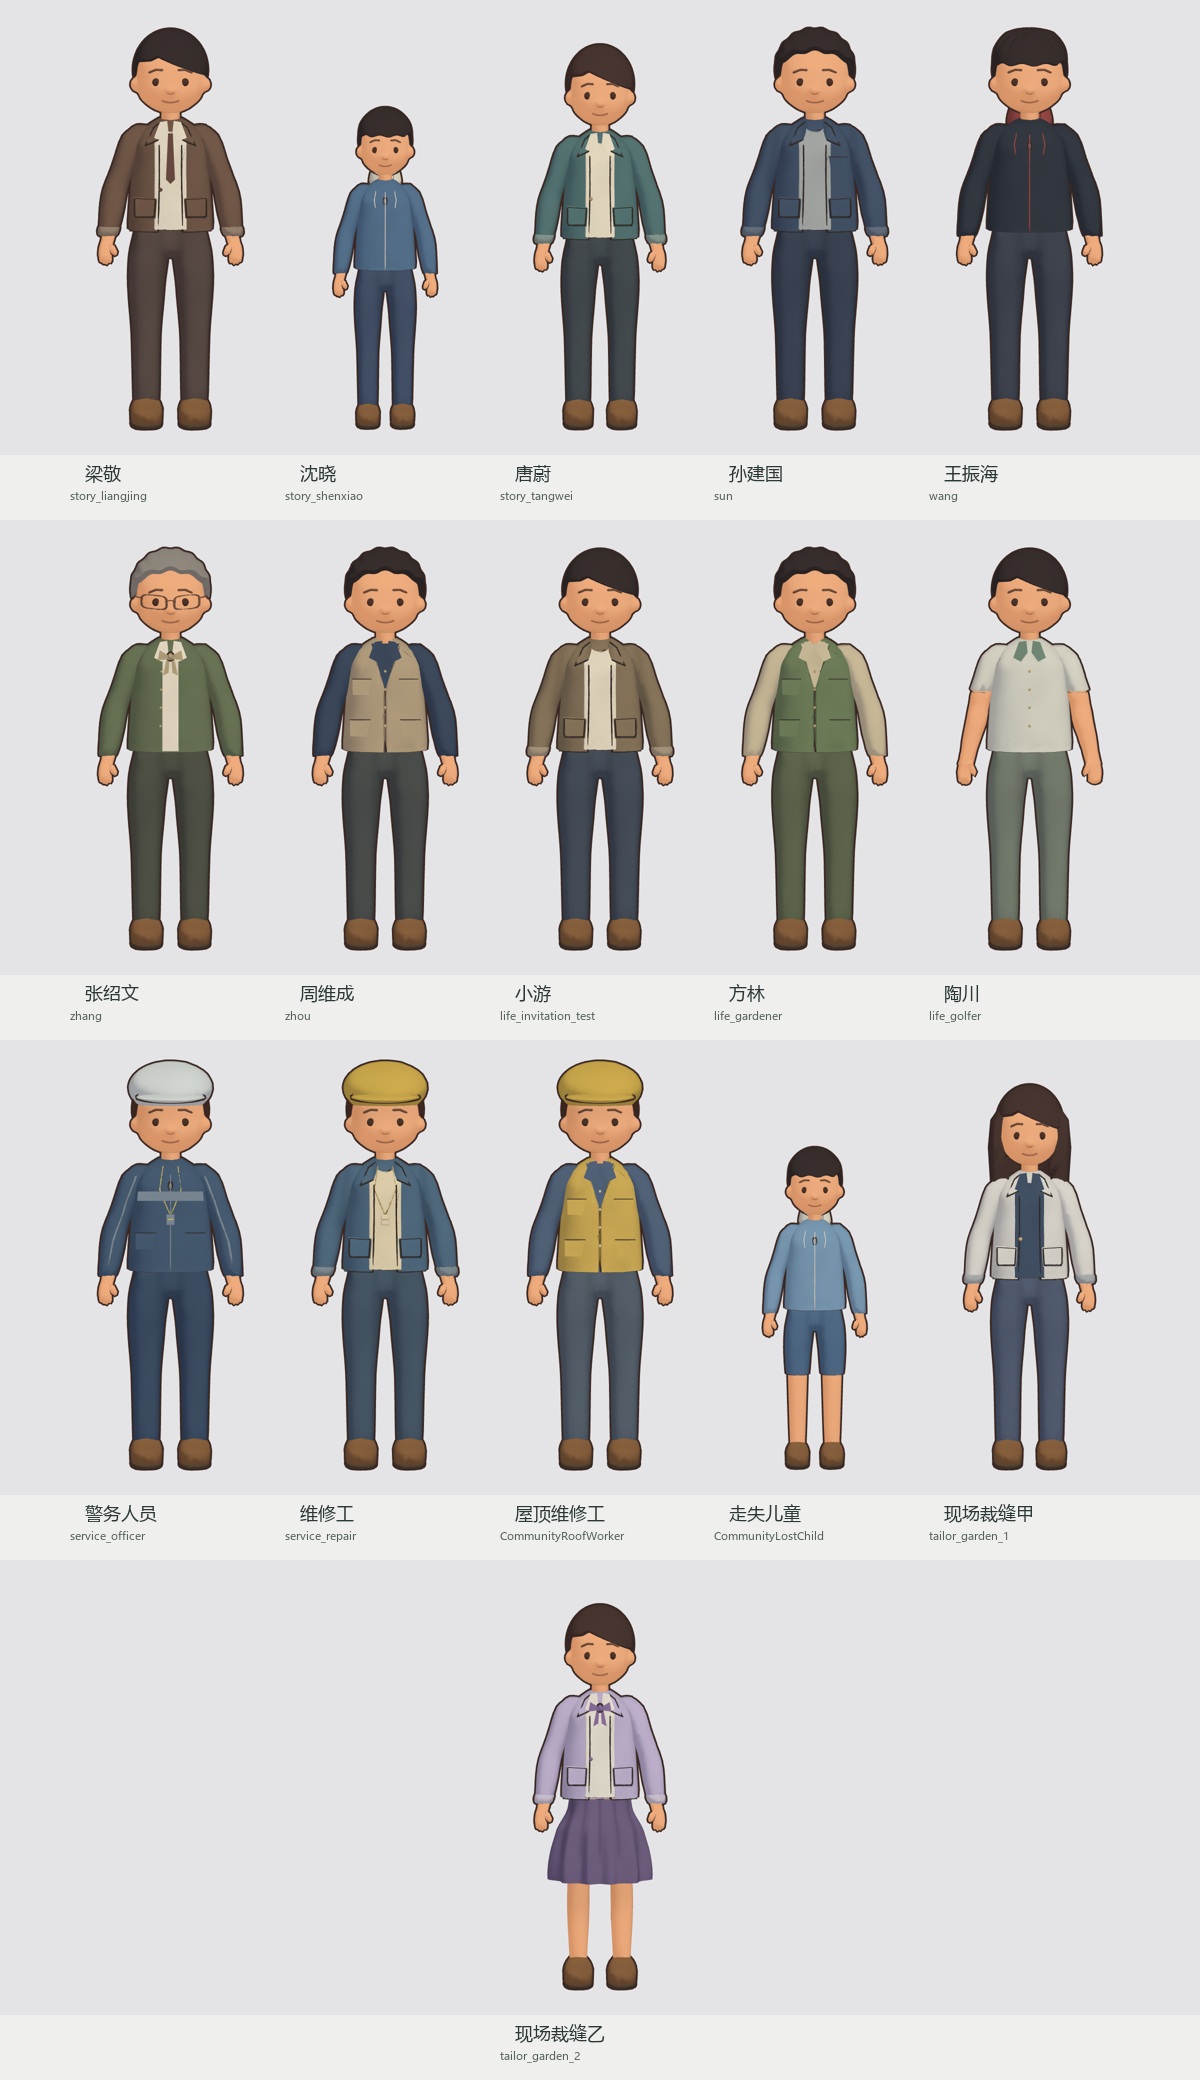 梁敬
story_liangjing
沈晓
story_shenxiao
唐蔚
story_tangwei
孙建国
sun
王振海
wang
张绍文
zhang
周维成
zhou
小游
life_invitation_test
方林
life_gardener
陶川
life_golfer
警务人员
service_officer
维修工
service_repair
屋顶维修工
CommunityRoofWorker
走失儿童
CommunityLostChild
现场裁缝甲
tailor_garden_1
现场裁缝乙
tailor_garden_2